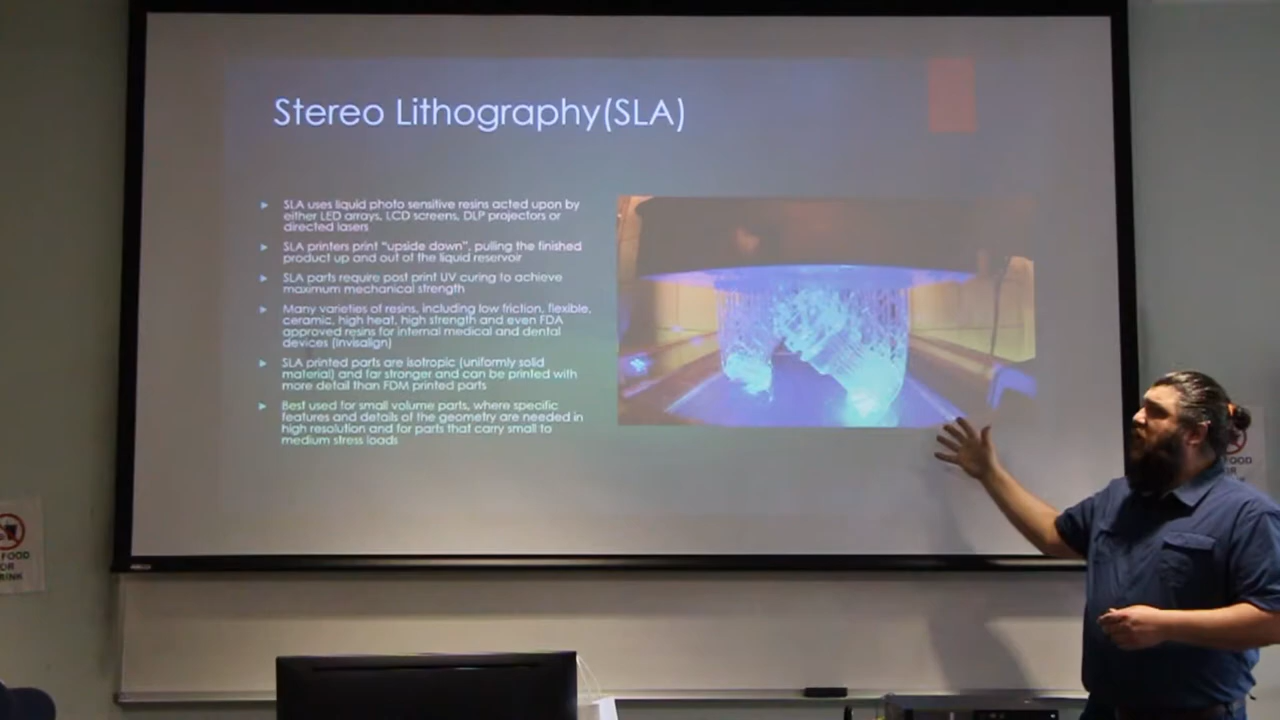 Stereo Lithography(SLA)
SLA uses liquid photo sensitive resins acted upon by
either LED arrays, LCD screens, DLP projectors or
directed lasers
SLA printers print “upside down”, pulling the finished
product up and out of the liquid reservoir
SLA parts require post print UV curing to achieve
maximum mechanical strength
Many varieties of resins, including low friction, flexible,
ceramic, high heat, high strength and even FDA
approved resins for internal medical and dental
devices (Invisalign)
SLA printed parts are isotropic (uniformly solid
material) and far stronger and can be printed with
more detail than FDM printed parts
Best used for small volume parts, where specific
features and details of the geometry are needed in
high resolution and for parts that carry small to
medium stress loads
FOOD
OR
FOOD